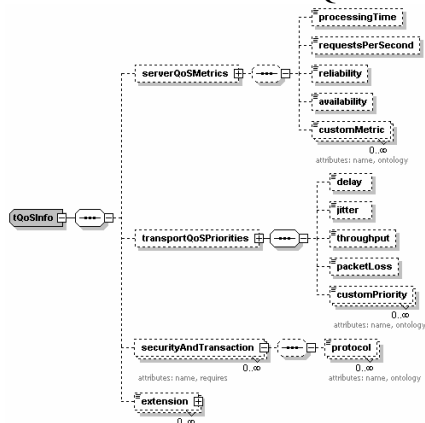 processingTime
requestsPerSecond
serverQoSMetrics
reliability
availability
customMetric
0..∞
attributes: name, ontology
delay
jitter
tQoSInfo
transportQoSPriorities
throughput
packetLoss
customPriority
0..∞
attributes: name, ontology
securityAndTransaction
protocol
0..∞
0..∞
attributes: name, requires
attributes: name, ontology
extension
0..∞